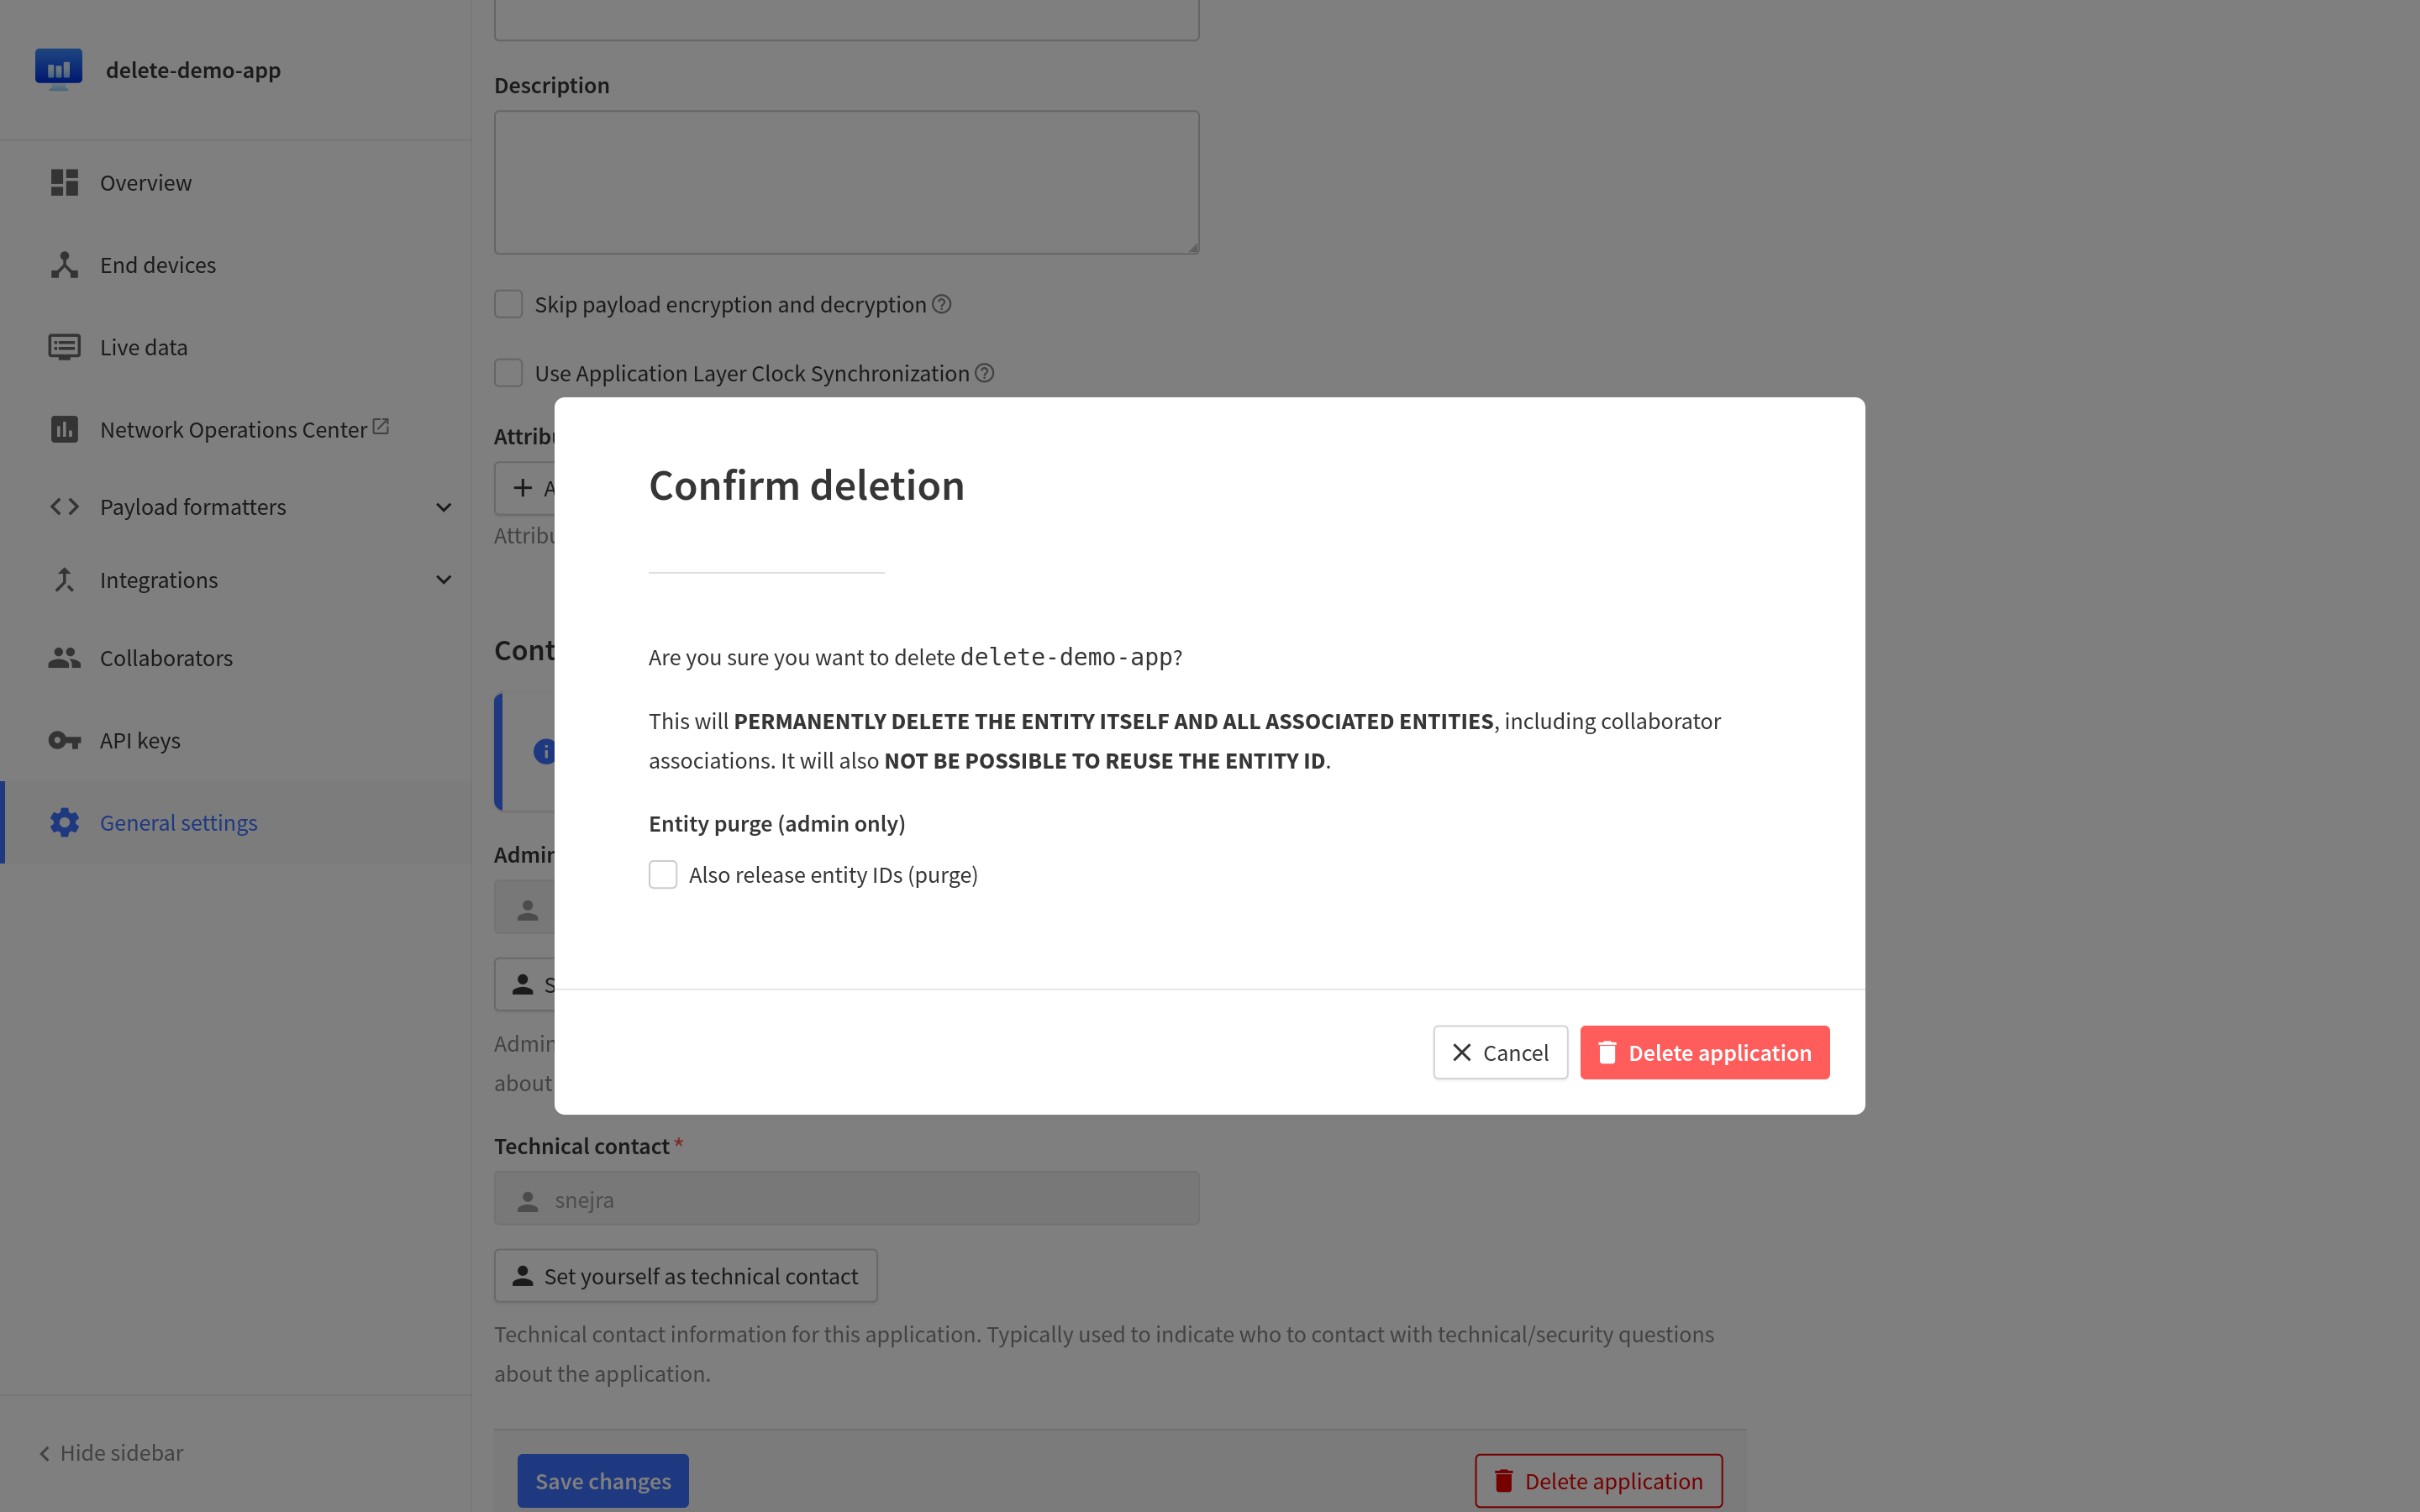 delete-demo-app
Overview
End devices
Live data
Network Operations Center
Payload formatters
Integrations
Collaborators
API keys
General settings
Hide sidebar
Description
Skip payload encryption and decryption
Use Application Layer Clock Synchronization
Confirm deletion
Are you sure you want to delete delete-demo-app?
This will PERMANENTLY DELETE THE ENTITY ITSELF AND ALL ASSOCIATED ENTITIES, including collaborator
associations. It will also NOT BE POSSIBLE TO REUSE THE ENTITY ID.
Entity purge (admin only)
Also release entity IDs (purge)
Cancel
Delete application
about
Technical contact *
snejra
Set yourself as technical contact
Technical contact information for this application. Typically used to indicate who to contact with technical/security questions
about the application.
Save changes
Delete application